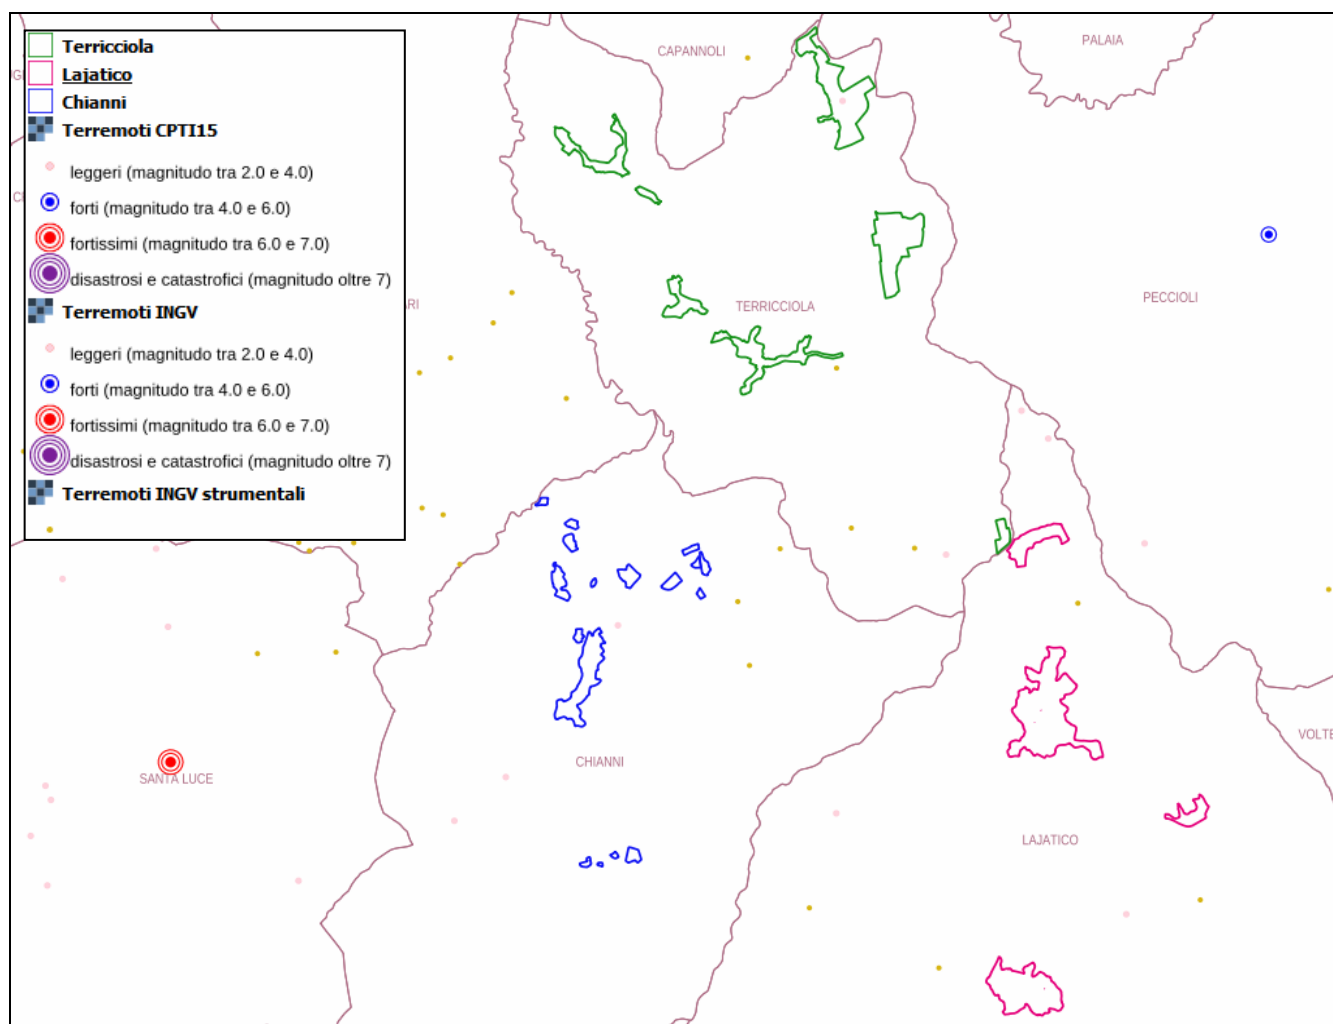 Terricciola
Lajatico
Chianni
Terremoti CPTI15
leggeri (magnitudo tra 2.0 e 4.0)
forti (magnitudo tra 4.0 e 6.0)
fortissimi (magnitudo tra 6.0 e 7.0)
disastrosi e catastrofici (magnitudo oltre 7)
Terremoti INGV
leggeri (magnitudo tra 2.0 e 4.0)
forti (magnitudo tra 4.0 e 6.0)
fortissimi (magnitudo tra 6.0 e 7.0)
disastrosi e catastrofici (magnitudo oltre 7)
Terremoti INGV strumentali
CAPANNOLI
PALAIA
PECCIOLI
TERRICCIOLA
ARI
VOLTE
CHIANNI
SANTA LUCE
LAJATICO